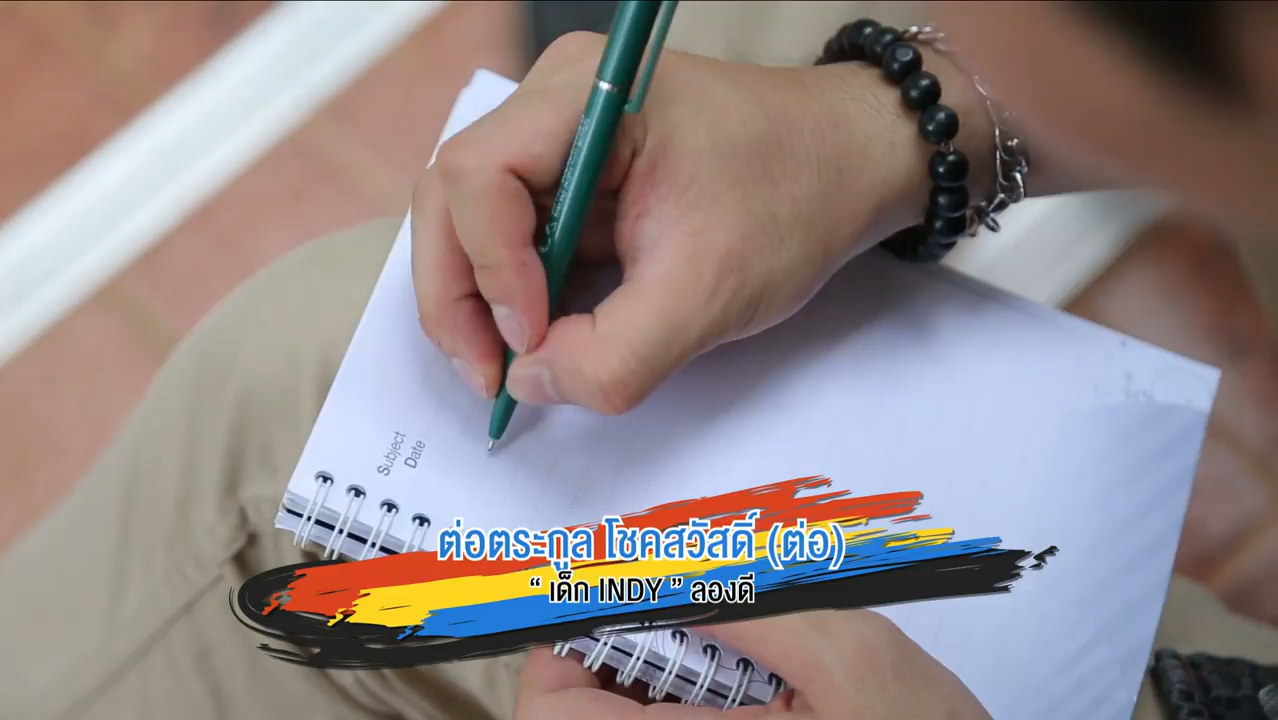 Subject
Date
ต่อตระกูล โชคสวัสดิ์ (ต่อ)
“ เด็ก INDY ” ลองดี